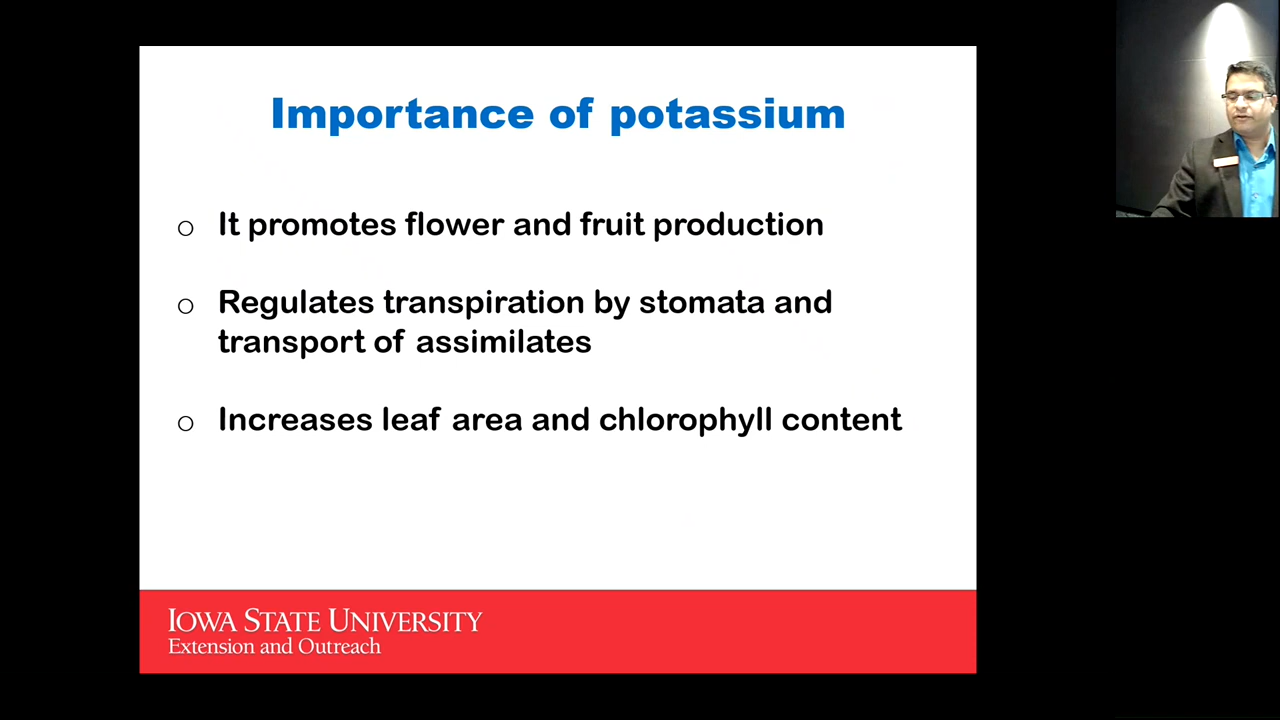 Importance of potassium
o It promotes flower and fruit production
o Regulates transpiration by stomata and
transport of assimilates
o Increases leaf area and chlorophyll content
IOWA STATE UNIVERSITY
Extension and Outreach